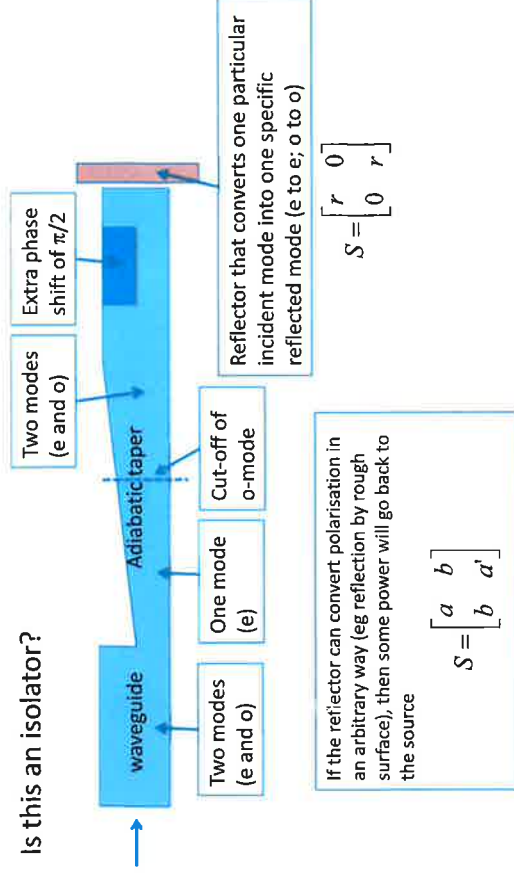 Is this an isolator?
Two modes
(e and o)
Extra phase
shift of π/2
waveguide
Adiabatic taper
Two modes
(e and o)
One mode
(e)
Cut-off of
o-mode
Reflector that converts one particular
incident mode into one specific
reflected mode (e to e; o to o)
S = [ r 0
0 r ]
If the reflector can convert polarisation in
an arbitrary way (eg reflection by rough
surface), then some power will go back to
the source
S = [ a b
b a' ]